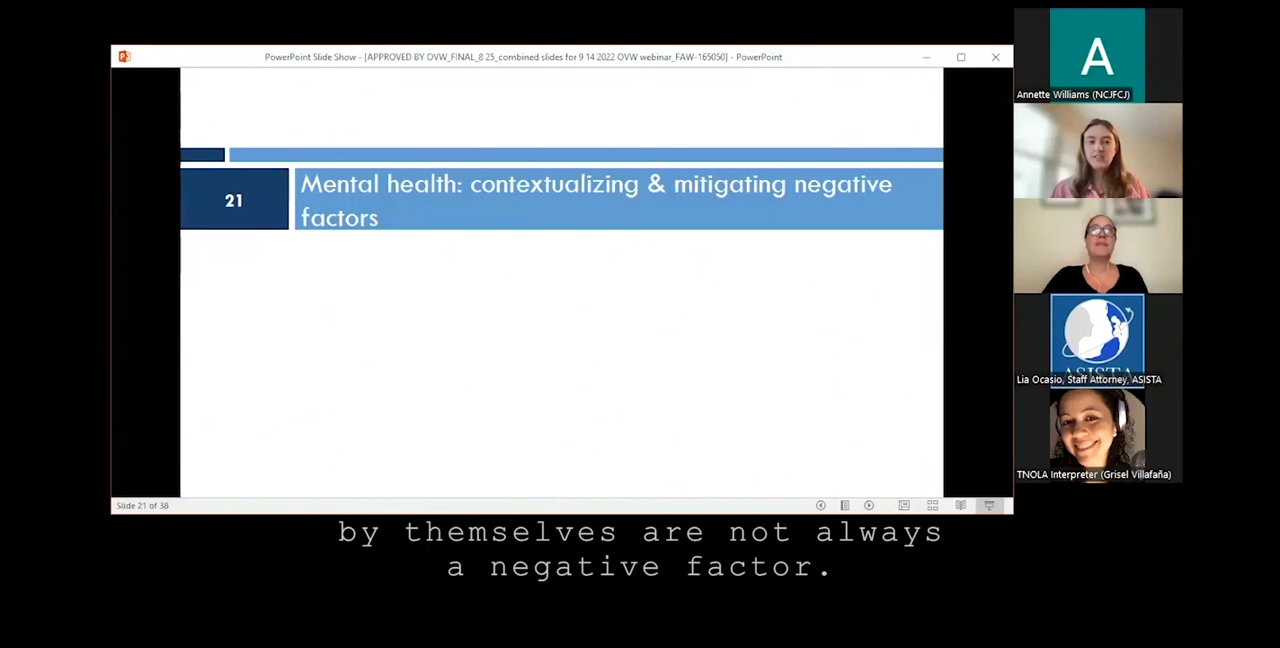 PowerPoint Slide Show - [APPROVED BY OVW_FINAL_8 25_combined slides for 9 14 2022 OVW webinar_FAW-165050] - PowerPoint
A
Annette Williams (NCJFCJ)
21
Mental health: contextualizing & mitigating negative
factors
ASISTA
Lia Ocasio, Staff Attorney, ASISTA
TNOLA Interpreter (Grisel Villafaña)
Slide 21 of 38
by themselves are not always
a negative factor.